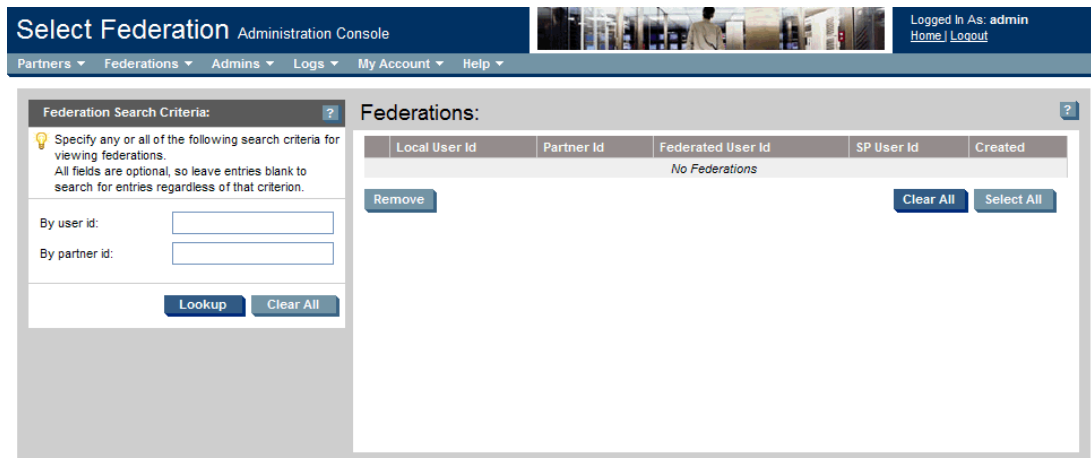 Select Federation Administration Console
Logged In As: admin
Home | Logout
Partners Federations Admins Logs My Account Help
Federation Search Criteria: ?
Specify any or all of the following search criteria for
viewing federations.
All fields are optional, so leave entries blank to
search for entries regardless of that criterion.
By user id:
By partner id:
Lookup Clear All
Federations: ?
Local User Id Partner Id Federated User Id SP User Id Created
No Federations
Remove Clear All Select All